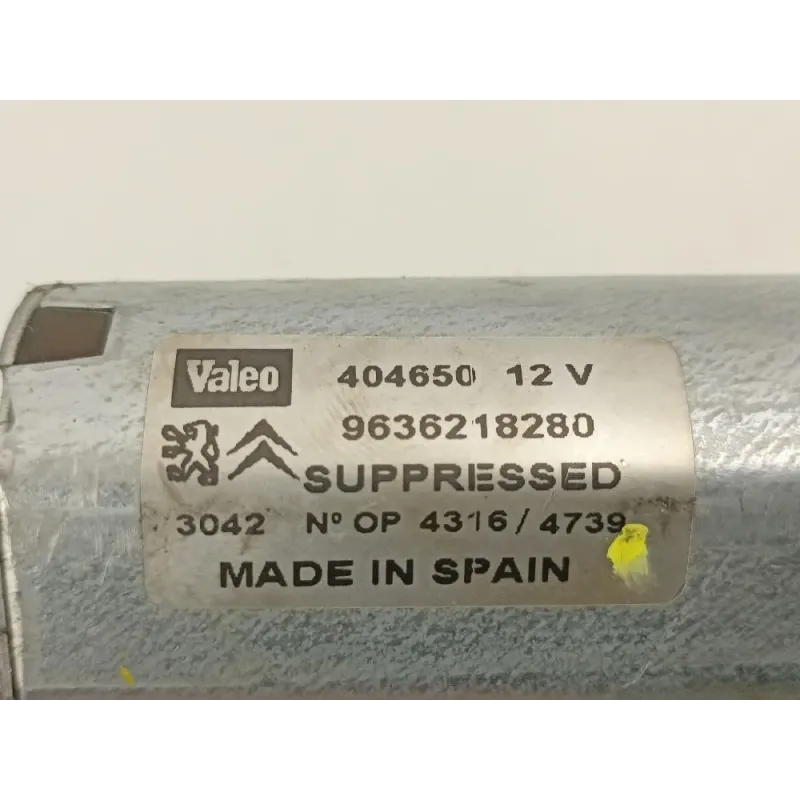 Valeo 404650 12 V
9636218280
SUPPRESSED
3042 Nº OP 4316/4739
MADE IN SPAIN